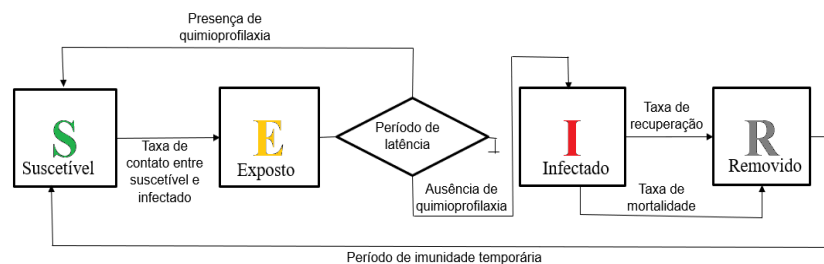 Presença de
quimioprofilaxia
S
Suscetível
Taxa de
contato entre
suscetível e
infectado
E
Exposto
Período de
latência
Ausência de
quimioprofilaxia
I
Infectado
Taxa de
recuperação
Taxa de
mortalidade
R
Removido
Período de imunidade temporária